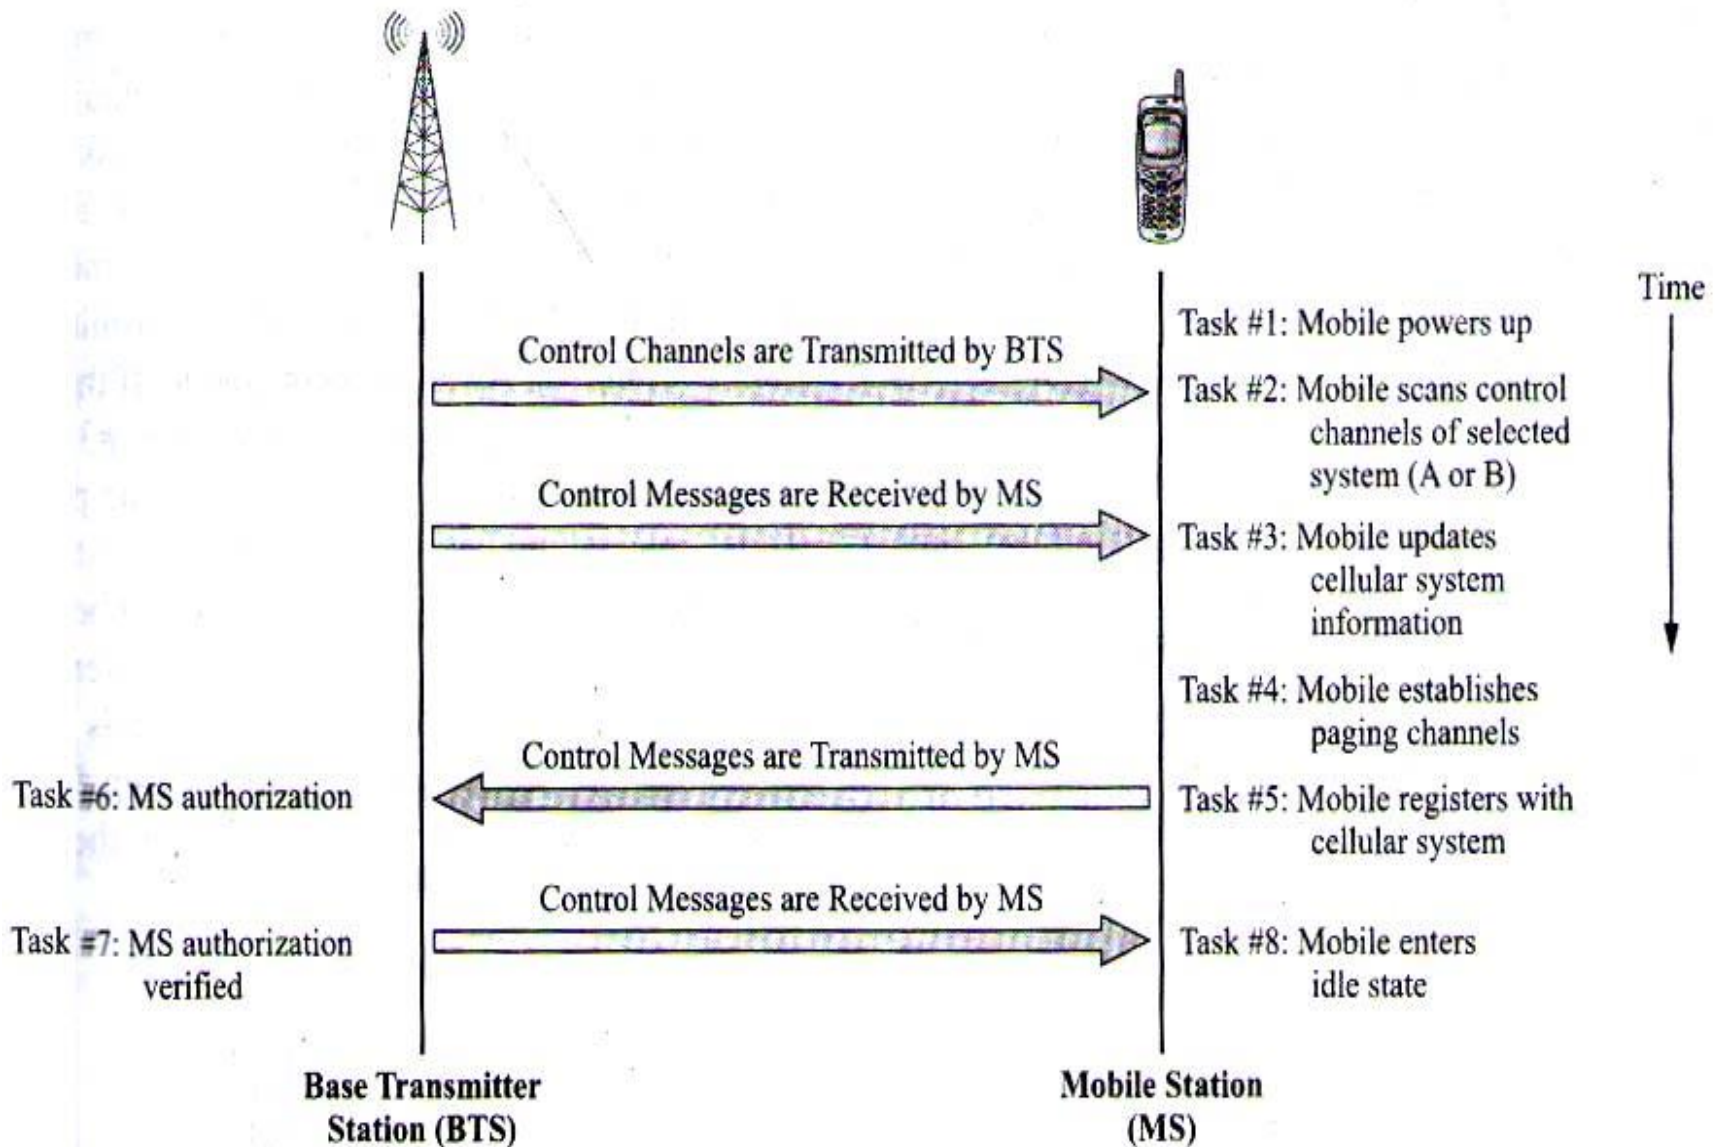 Time
Task #1: Mobile powers up
Control Channels are Transmitted by BTS
Task #2: Mobile scans control
channels of selected
system (A or B)
Control Messages are Received by MS
Task #3: Mobile updates
cellular system
information
Task #4: Mobile establishes
paging channels
Control Messages are Transmitted by MS
Task #6: MS authorization
Task #5: Mobile registers with
cellular system
Control Messages are Received by MS
Task #7: MS authorization
verified
Task #8: Mobile enters
idle state
Base Transmitter
Station (BTS)
Mobile Station
(MS)